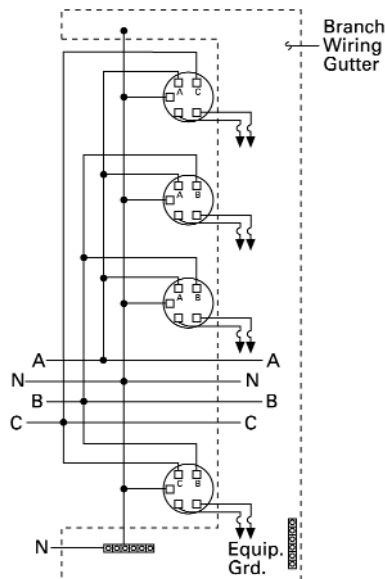 Branch
Wiring
Gutter
A C
A B
A B
A A
N N
B B
C C
C B
N
Equip.
Grd.